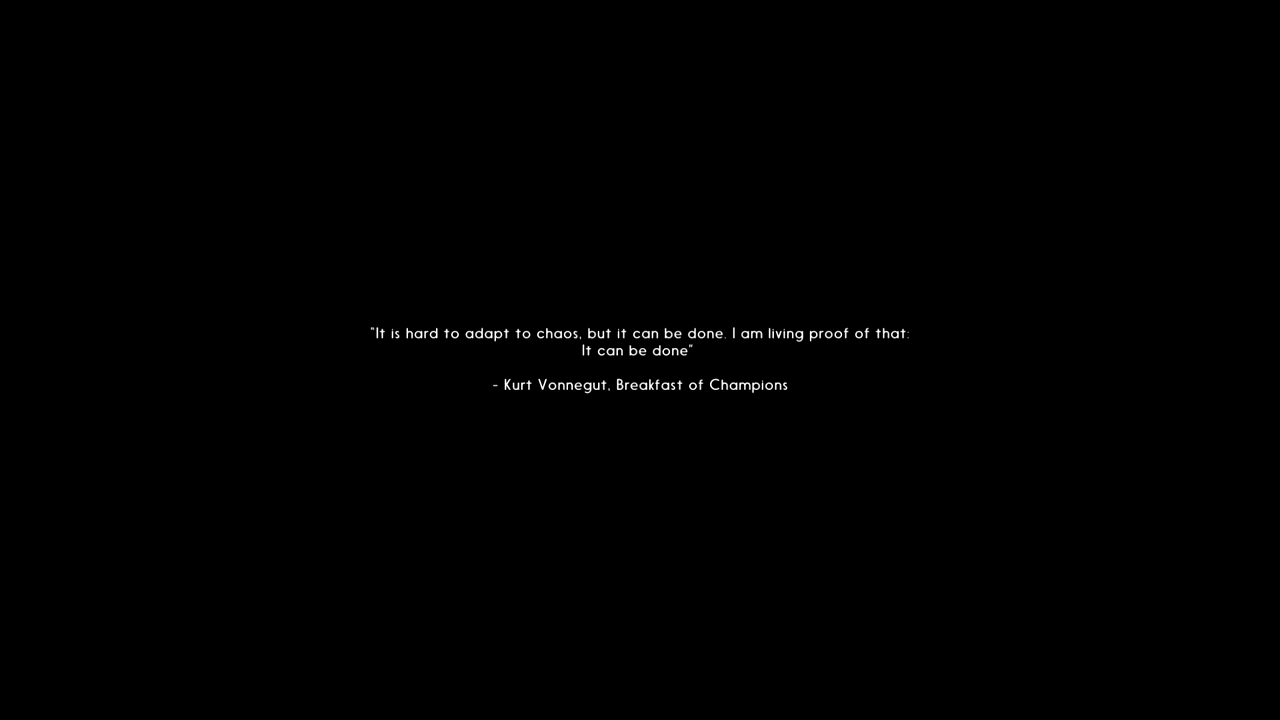 "It is hard to adapt to chaos, but it can be done. I am living proof of that:
It can be done"
- Kurt Vonnegut, Breakfast of Champions